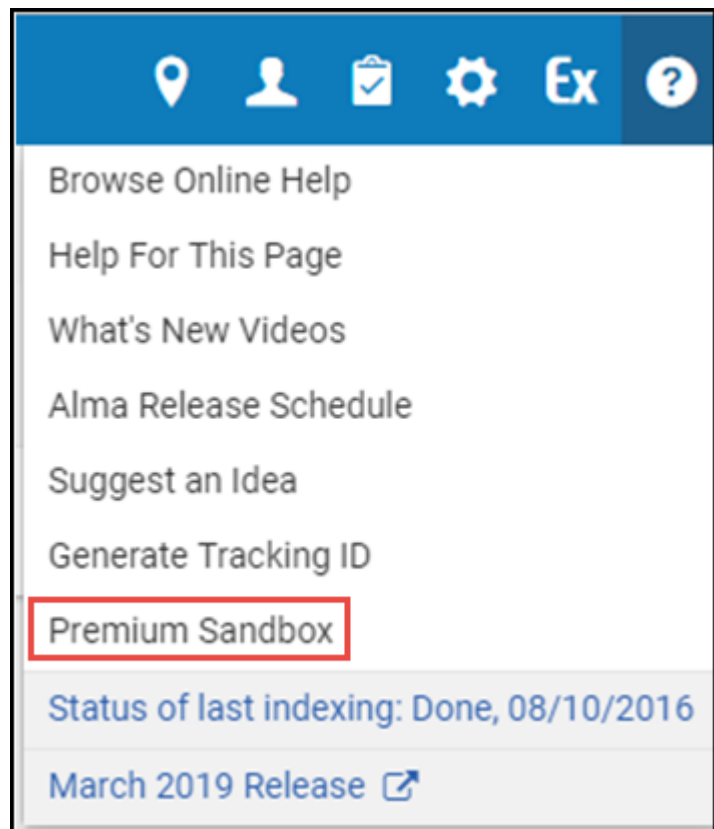 Ex ?
Browse Online Help
Help For This Page
What's New Videos
Alma Release Schedule
Suggest an Idea
Generate Tracking ID
Premium Sandbox
Status of last indexing: Done, 08/10/2016
March 2019 Release